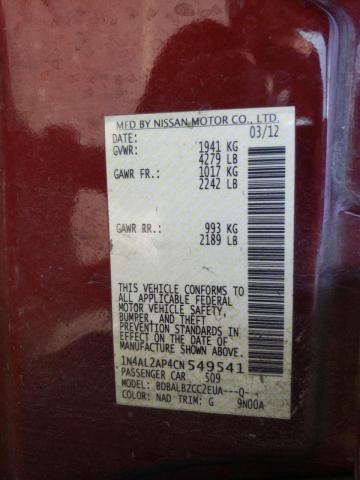 MFD BY NISSAN MOTOR CO., LTD.
DATE: 03/12
GVWR: 1941 KG
4279 LB
GAWR FR: 1017 KG
2242 LB
GAWR RR: 993 KG
2189 LB
THIS VEHICLE CONFORMS TO
ALL APPLICABLE FEDERAL
MOTOR VEHICLE SAFETY,
BUMPER, AND THEFT
PREVENTION STANDARDS IN
EFFECT ON THE DATE OF
MANUFACTURE SHOWN ABOVE.
1N4AL2AP4CN549541
PASSENGER CAR 509
MODEL: BDBALBZCC2EUA---Q--
COLOR: NAD TRIM: G 9N00A